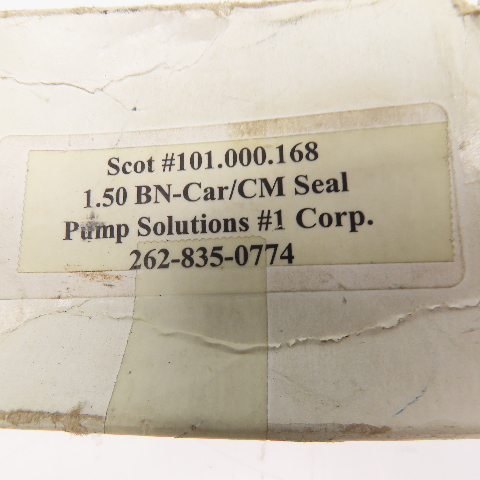 Scot #101.000.168
1.50 BN-Car/CM Seal
Pump Solutions #1 Corp.
262-835-0774